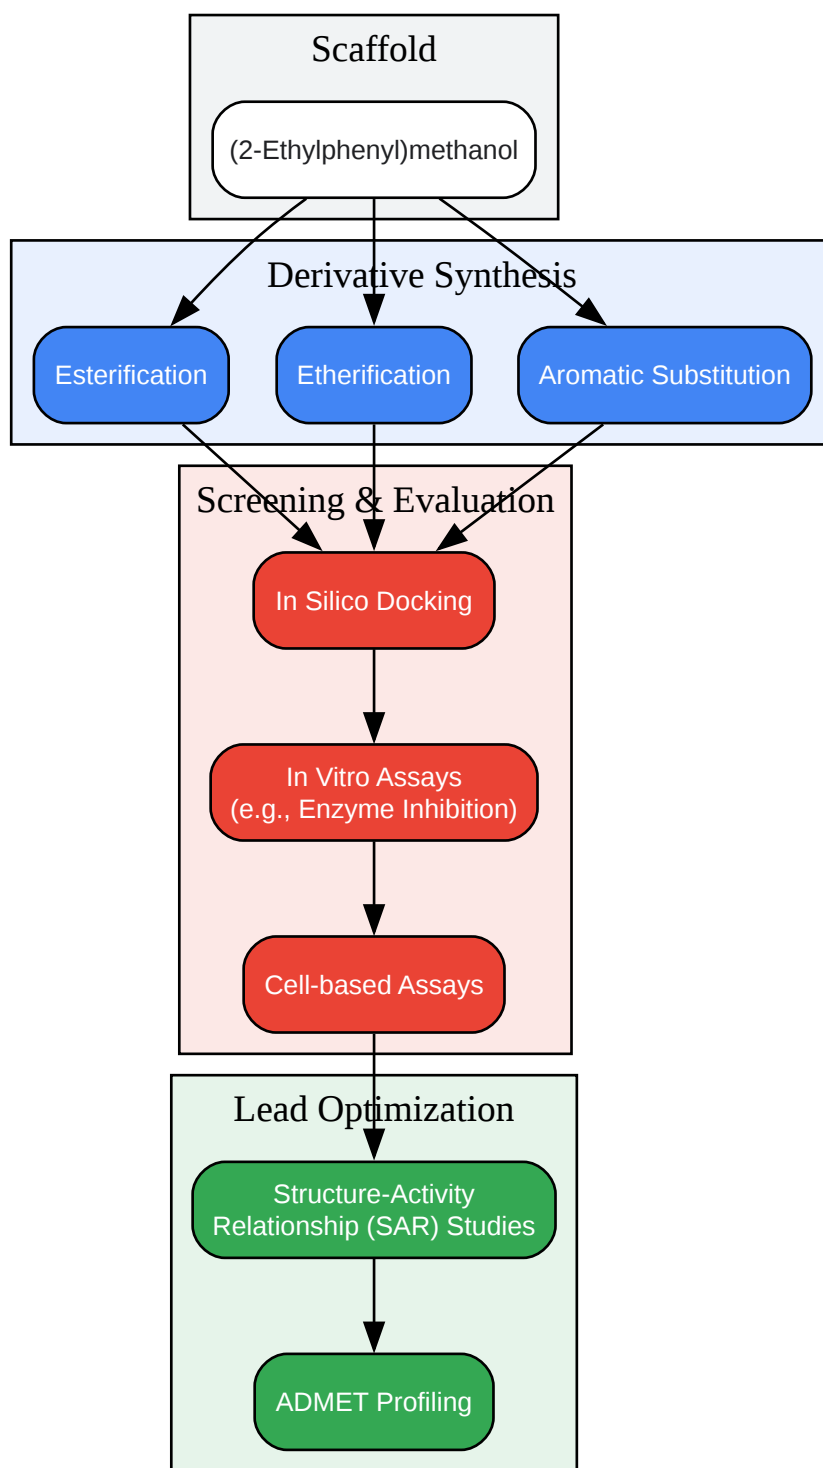 Scaffold
(2-Ethylphenyl)methanol
Derivative Synthesis
Esterification
Etherification
Aromatic Substitution
Screening & Evaluation
In Silico Docking
In Vitro Assays
(e.g., Enzyme Inhibition)
Cell-based Assays
Lead Optimization
Structure-Activity
Relationship (SAR) Studies
ADMET Profiling